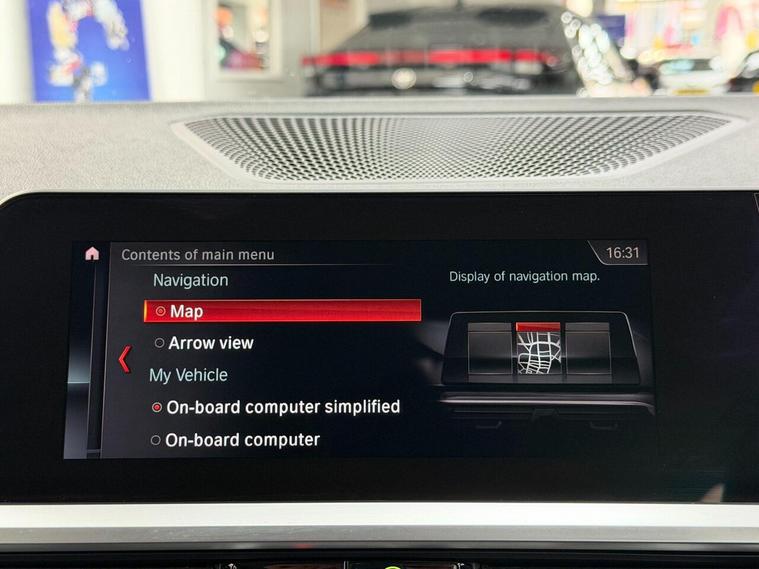 Contents of main menu
16:31
Navigation
Display of navigation map.
Map
Arrow view
My Vehicle
On-board computer simplified
On-board computer